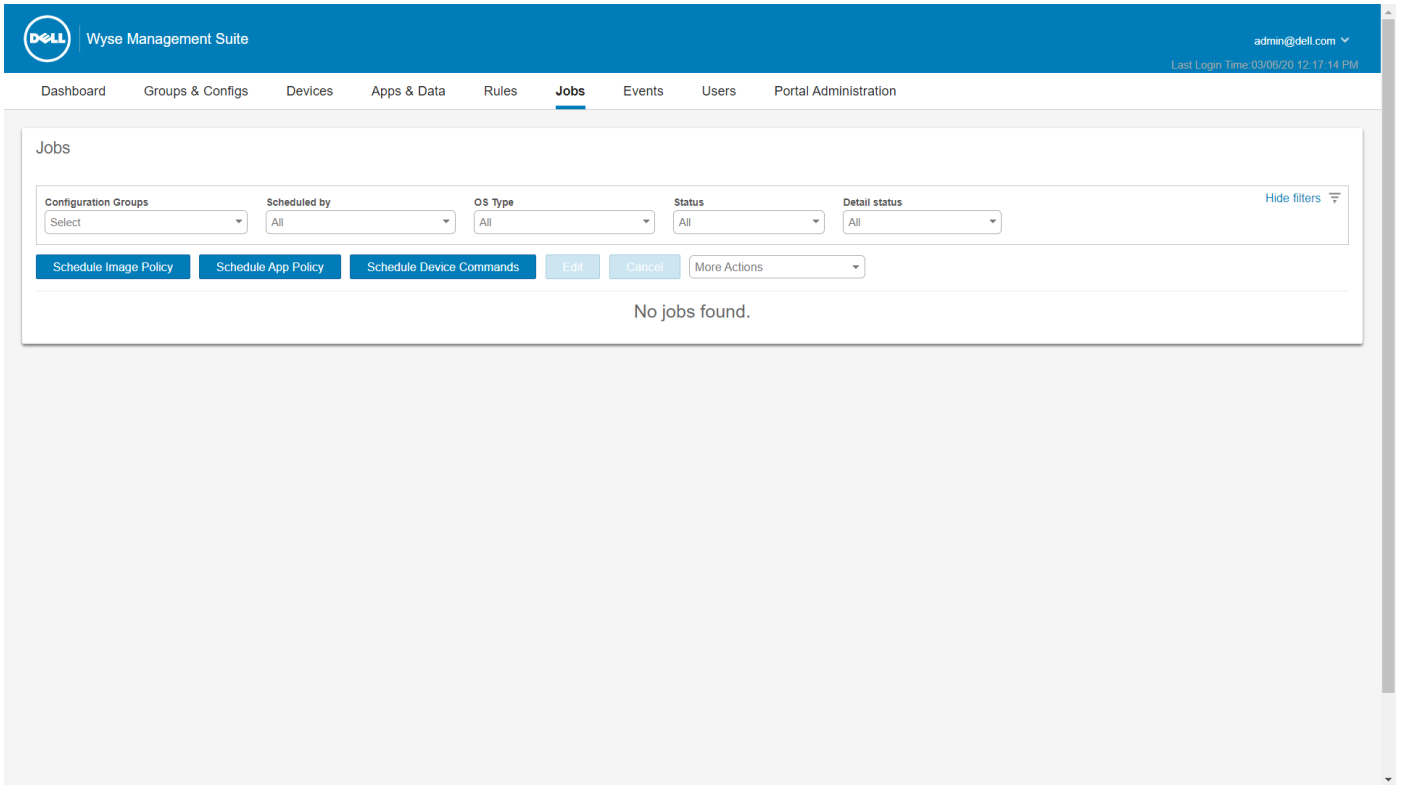 DELL Wyse Management Suite
admin@dell.com
Last Login Time:03/06/20 12:17:14 PM
Dashboard Groups & Configs Devices Apps & Data Rules Jobs Events Users Portal Administration
Jobs
Hide filters
Configuration Groups Scheduled by OS Type Status Detail status
Select All All All All
Schedule Image Policy Schedule App Policy Schedule Device Commands Edit Cancel More Actions
No jobs found.